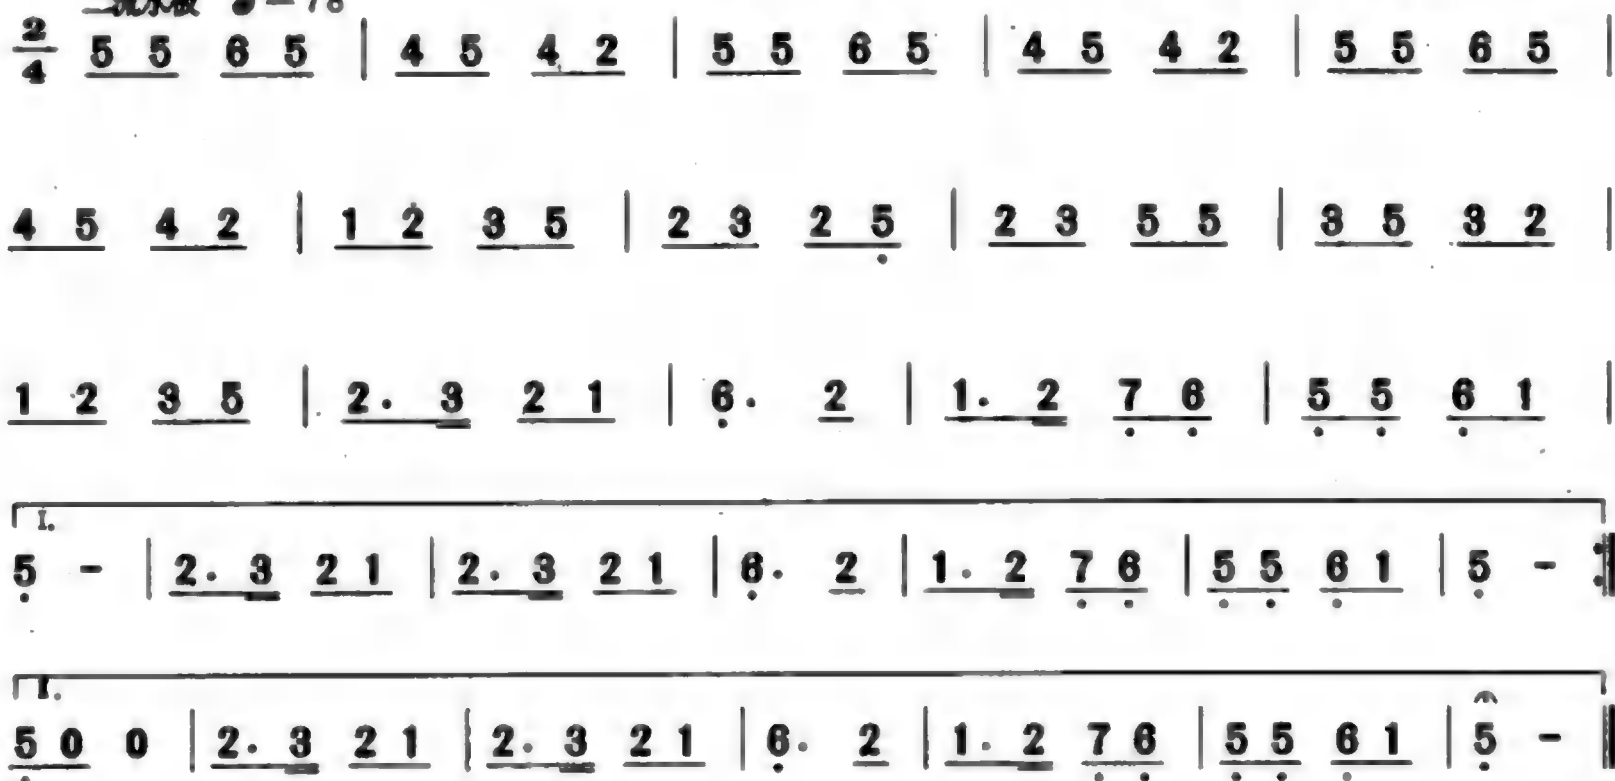 2/4 5 5 6 5 | 4 5 4 2 | 5 5 6 5 | 4 5 4 2 | 5 5 6 5 |
4 5 4 2 | 1 2 3 5 | 2 3 2 5̣ | 2 3 5 5 | 3 5 3 2 |
1 2 3 5 | 2. 3 2 1 | 6̣. 2 | 1. 2 7̣ 6̣ | 5̣ 5̣ 6̣ 1 |
I.
5̣ - | 2. 3 2 1 | 2. 3 2 1 | 6̣. 2 | 1. 2 7̣ 6̣ | 5̣ 5̣ 6̣ 1 | 5̣ - :‖
5̣ 0 0 | 2. 3 2 1 | 2. 3 2 1 | 6̣. 2 | 1. 2 7̣ 6̣ | 5̣ 5̣ 6̣ 1 | 5̣ - ‖